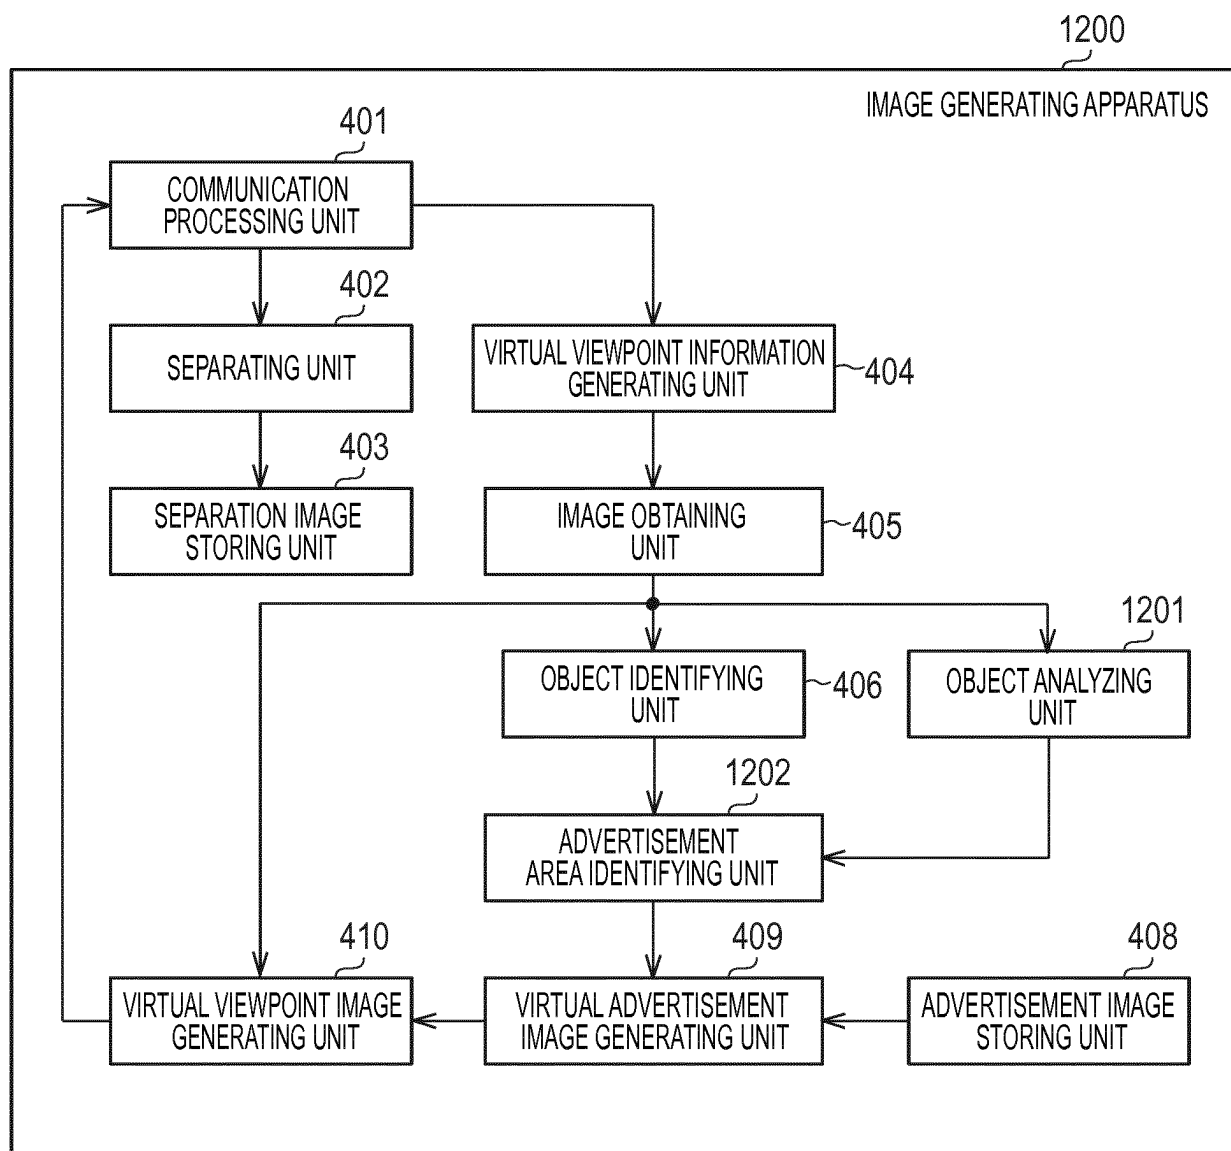 1200
IMAGE GENERATING APPARATUS
401
COMMUNICATION
PROCESSING UNIT
402
SEPARATING UNIT
VIRTUAL VIEWPOINT INFORMATION
GENERATING UNIT
404
403
SEPARATION IMAGE
STORING UNIT
IMAGE OBTAINING
UNIT
405
1201
OBJECT IDENTIFYING
UNIT
406
OBJECT ANALYZING
UNIT
1202
ADVERTISEMENT
AREA IDENTIFYING UNIT
410
VIRTUAL VIEWPOINT IMAGE
GENERATING UNIT
409
VIRTUAL ADVERTISEMENT
IMAGE GENERATING UNIT
408
ADVERTISEMENT IMAGE
STORING UNIT